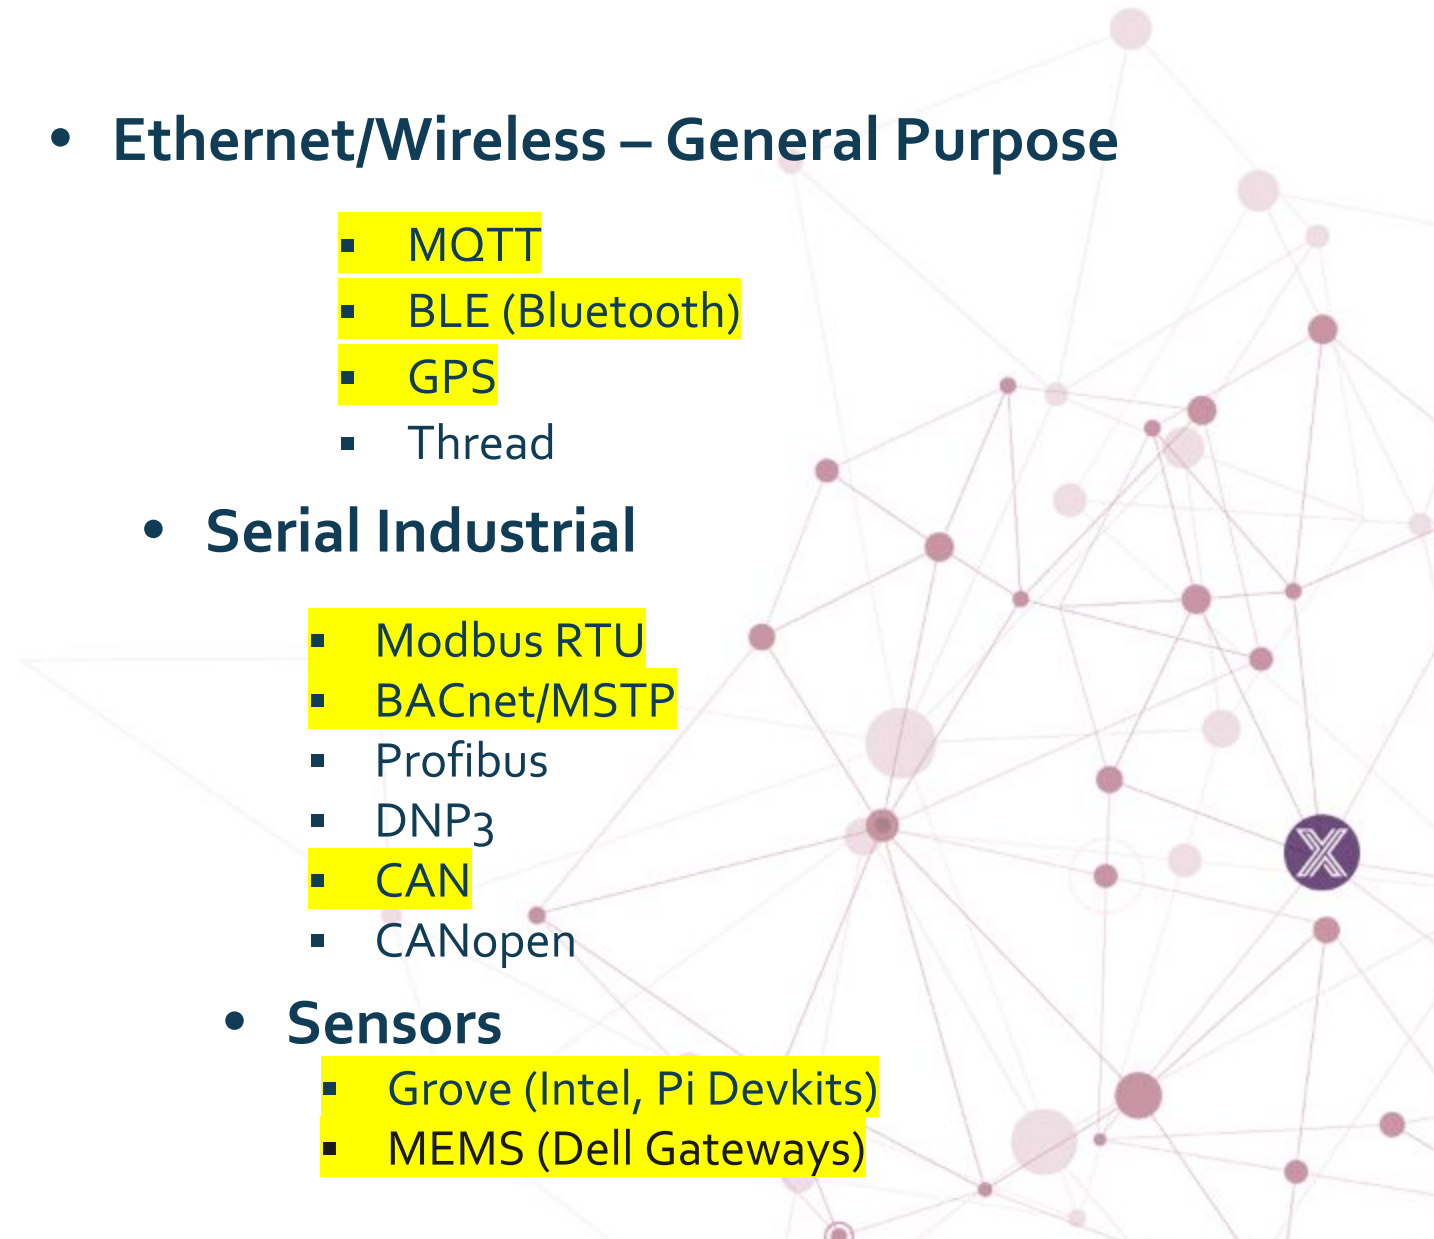 • Ethernet/Wireless – General Purpose
▪ MQTT
▪ BLE (Bluetooth)
▪ GPS
▪ Thread
• Serial Industrial
▪ Modbus RTU
▪ BACnet/MSTP
▪ Profibus
▪ DNP3
▪ CAN
▪ CANopen
• Sensors
▪ Grove (Intel, Pi Devkits)
▪ MEMS (Dell Gateways)